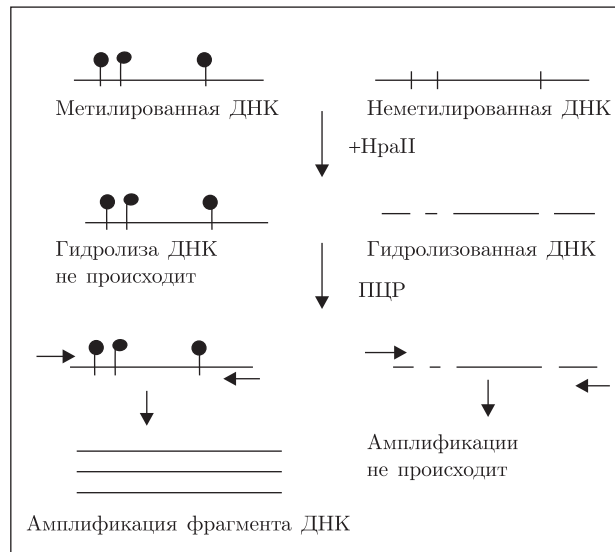 Метилированная ДНК
Неметилированная ДНК
+HpaII
Гидролиза ДНК
не происходит
Гидролизованная ДНК
ПЦР
Амплификации
не происходит
Амплификация фрагмента ДНК